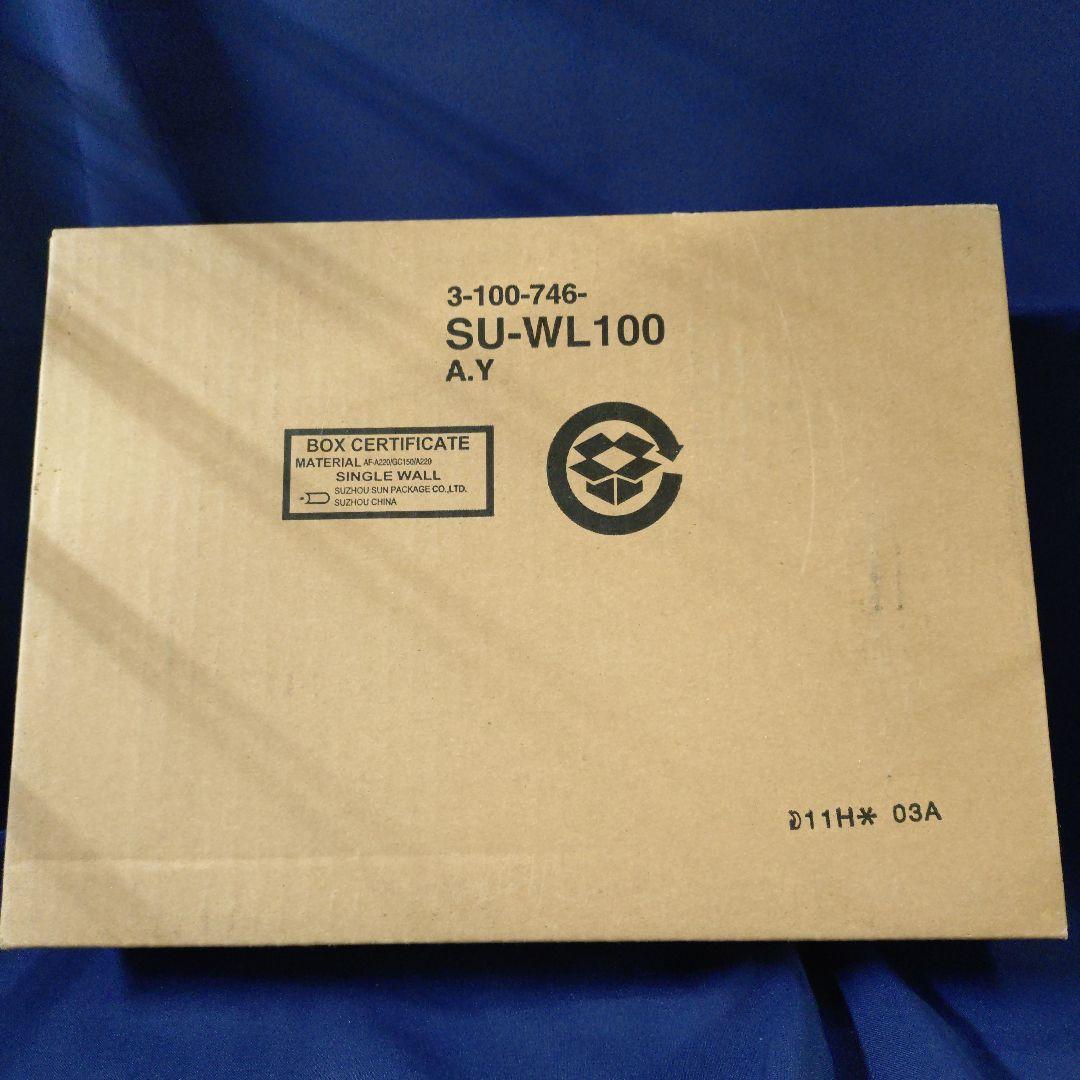 3-100-746-
SU-WL100
A.Y
BOX CERTIFICATE
MATERIAL AF-A220/GC150/A220
SINGLE WALL
SUZHOU SUN PACKAGE CO.,LTD.
SUZHOU CHINA
D11H* 03A